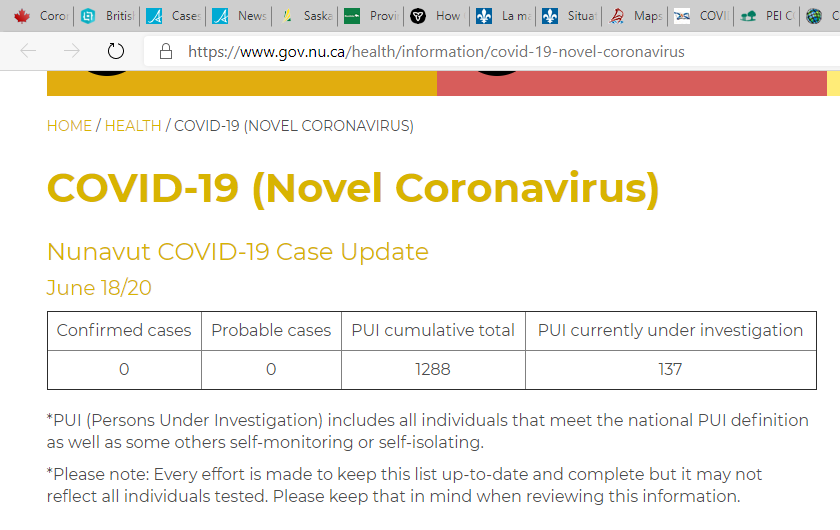 Coro Britis Case News Saska Provi How La ma Situat Maps COVI PEI C C
https://www.gov.nu.ca/health/information/covid-19-novel-coronavirus
HOME / HEALTH / COVID-19 (NOVEL CORONAVIRUS)
COVID-19 (Novel Coronavirus)
Nunavut COVID-19 Case Update
June 18/20
Confirmed cases Probable cases PUI cumulative total PUI currently under investigation
0 0 1288 137
*PUI (Persons Under Investigation) includes all individuals that meet the national PUI definition
as well as some others self-monitoring or self-isolating.
*Please note: Every effort is made to keep this list up-to-date and complete but it may not
reflect all individuals tested. Please keep that in mind when reviewing this information.